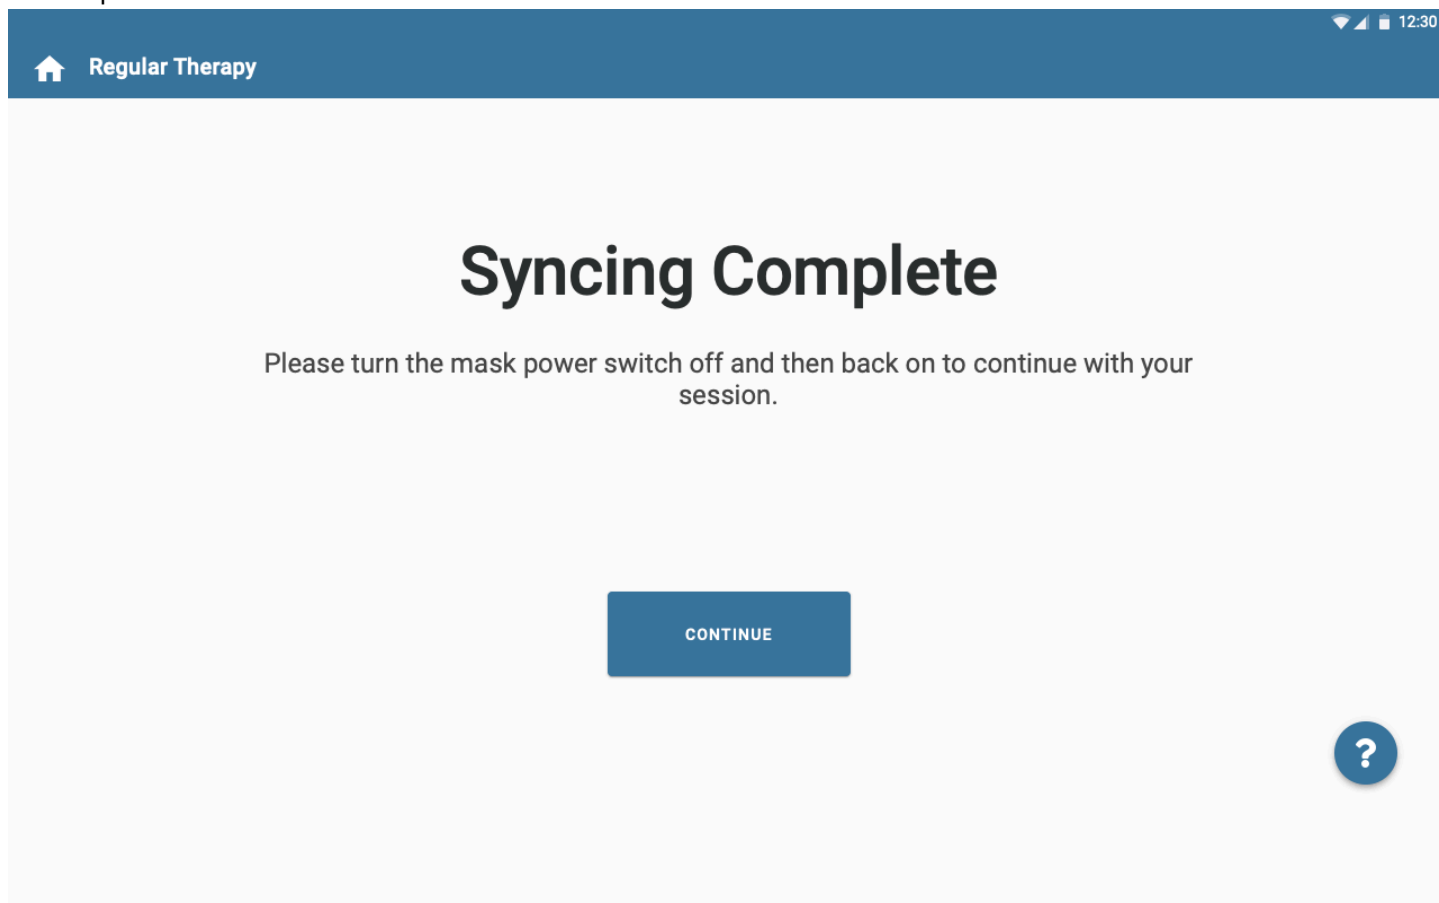 12:30
Regular Therapy
Syncing Complete
Please turn the mask power switch off and then back on to continue with your
session.
CONTINUE
?